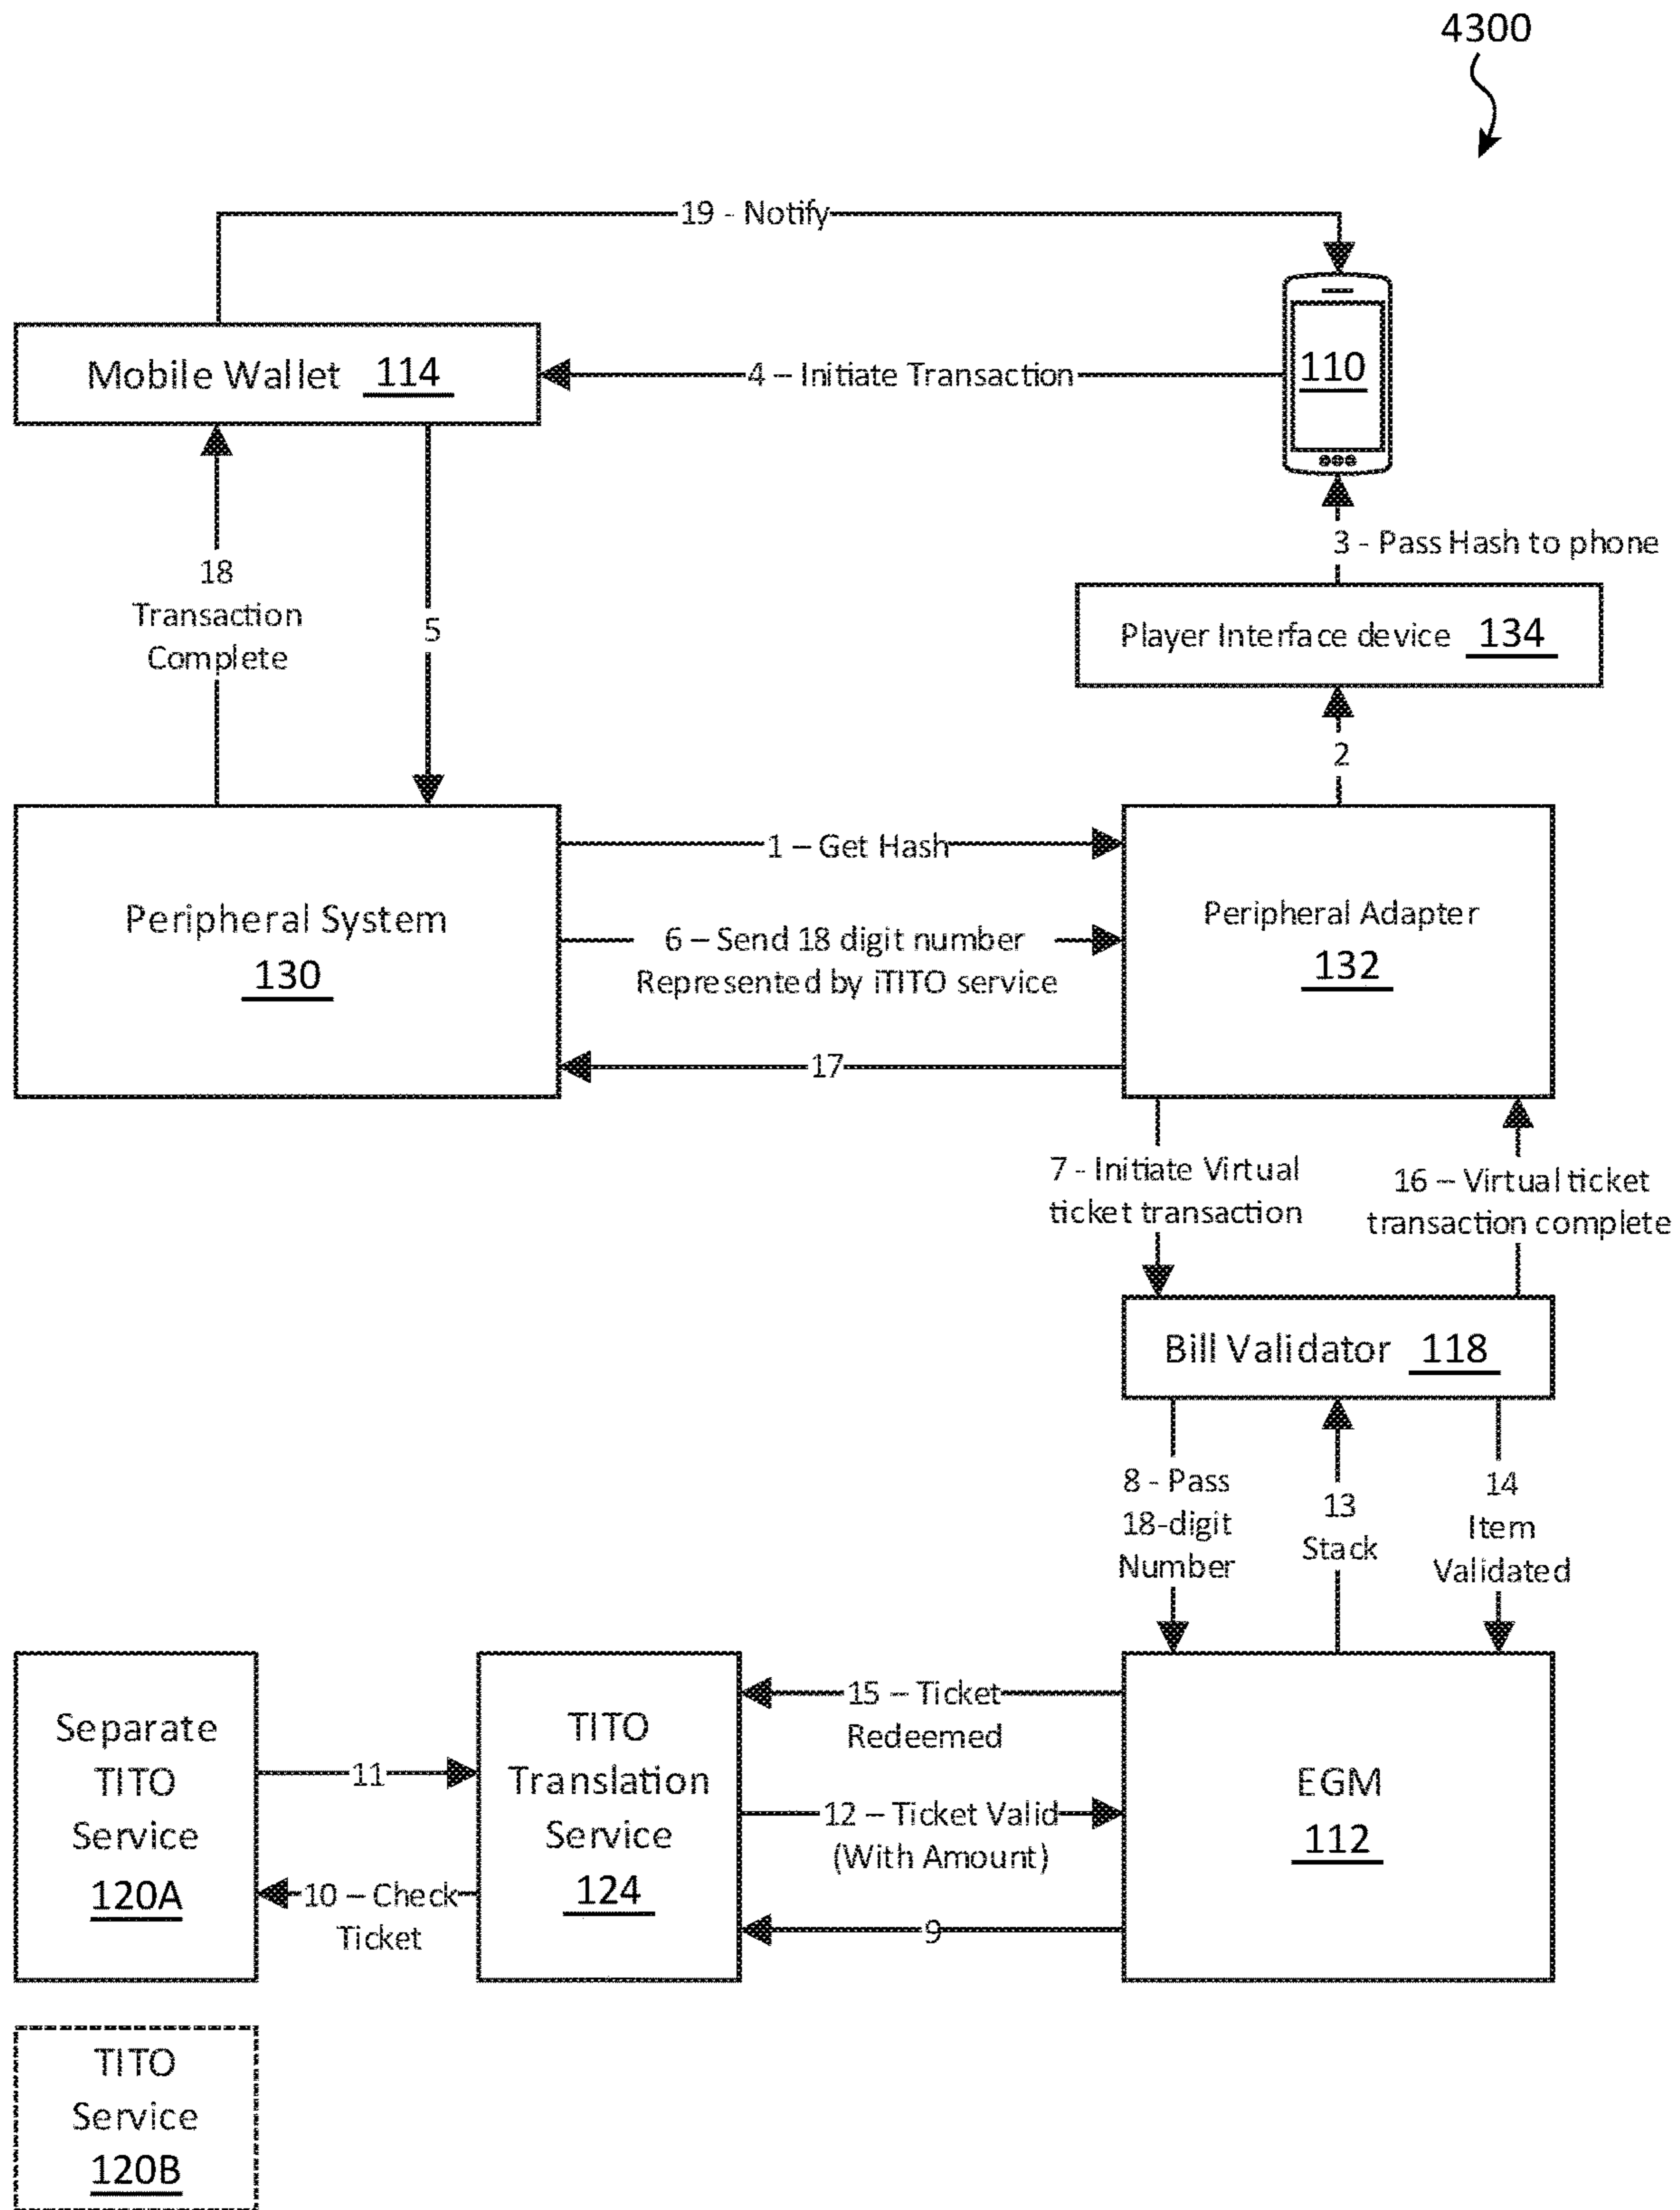 4300
19 - Notify
Mobile Wallet 114
4 – Initiate Transaction
110
3 - Pass Hash to phone
18
Transaction
Complete
5
Player Interface device 134
2
1 – Get Hash
Peripheral System
130
6 – Send 18 digit number
Represented by iTITO service
Peripheral Adapter
132
17
7 - Initiate Virtual
ticket transaction
16 – Virtual ticket
transaction complete
Bill Validator 118
8 - Pass
18-digit
Number
13
Stack
14
Item
Validated
Separate
TITO
Service
120A
11
10 – Check
Ticket
TITO
Translation
Service
124
15 – Ticket
Redeemed
12 – Ticket Valid
(With Amount)
9
EGM
112
TITO
Service
120B